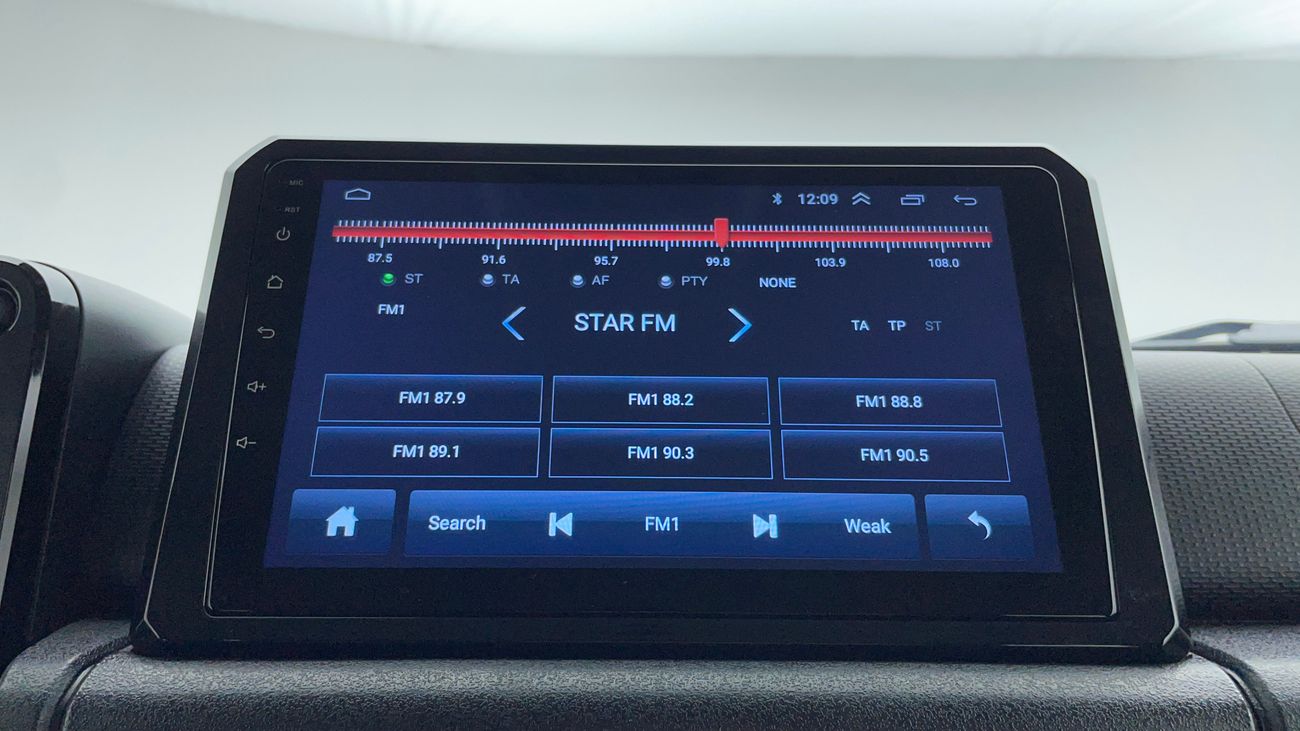 MIC
12:09
RST
87.5 91.6 95.7 99.8 103.9 108.0
ST TA AF PTY NONE
FM1
STAR FM
TA TP ST
FM1 87.9 FM1 88.2 FM1 88.8
FM1 89.1 FM1 90.3 FM1 90.5
Search FM1 Weak